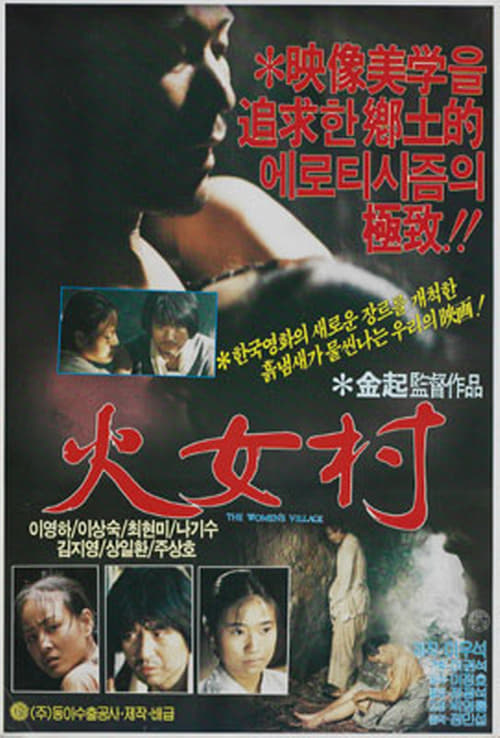 *映像美学을
追求한 鄕土的
에로티시즘의
極致.!!
*한국영화의 새로운 장르를 개척한
흙냄새가 물씬나는 우리의 映画!
*金起 監督作品
火女村
THE WOMEN'S VILLAGE
이영하/이상숙/최현미/나기수
김지영/상일환/주상호
(주)동아수출공사·제작·배급